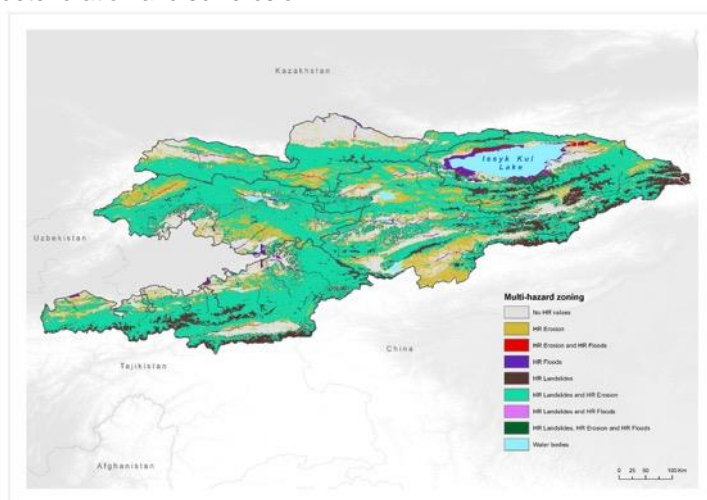 Kazakhstan
Issyk Kul
Lake
Uzbekistan
Multi-hazard zoning
No HR values
HR Erosion
HR Erosion and HR Floods
HR Floods
HR Landslides
HR Landslides and HR Erosion
HR Landslides and HR Floods
HR Landslides, HR Erosion and HR Floods
Water bodies
China
Tajikistan
Afghanistan
0 25 50 100 Km